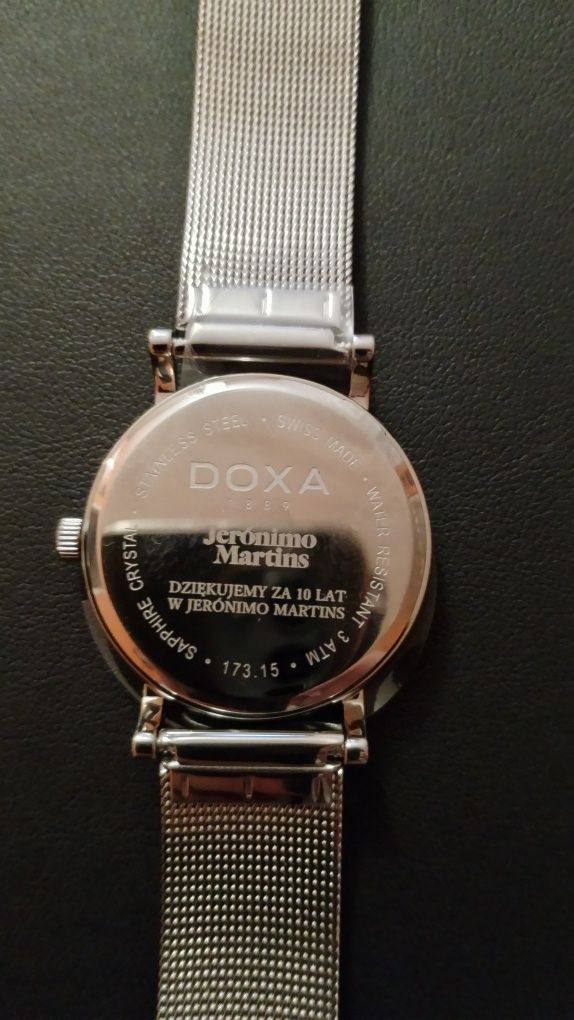 STAINLESS STEEL • SWISS MADE • WATER RESISTANT 3 ATM • 173.15 • SAPPHIRE CRYSTAL •
DOXA
1889
Jerónimo
Martins
DZIĘKUJEMY ZA 10 LAT
W JERÓNIMO MARTINS